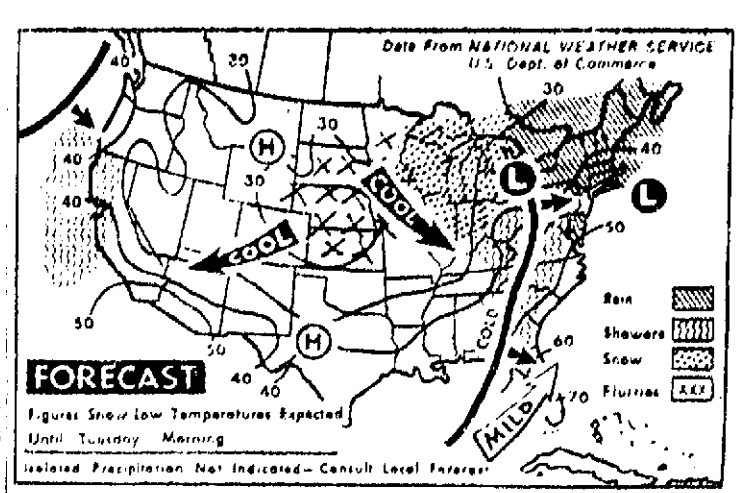 Data From NATIONAL WEATHER SERVICE
U.S. Dept. of Commerce
40
20
30
30
30
40
40
40
50
50
50
40
40
60
70
H
H
L
L
COOL
COOL
COLD
MILD
Rain
Showers
Snow
Flurries
FORECAST
Figures Show Low Temperatures Expected
Until Tuesday Morning
Isolated Precipitation Not Indicated - Consult Local Forecast